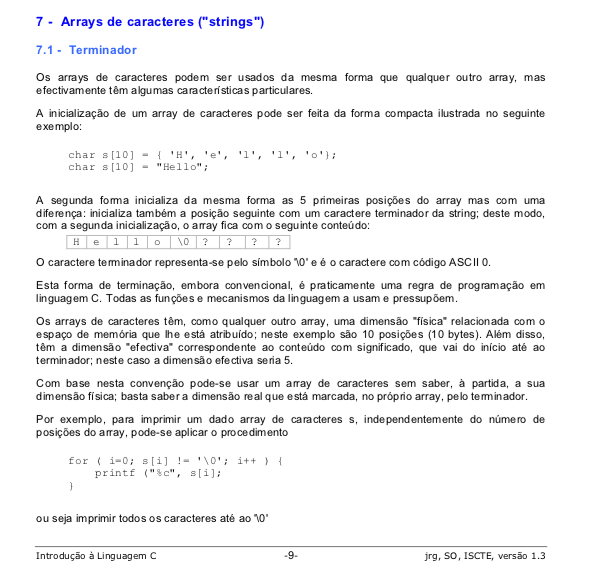 7 - Arrays de caracteres ("strings")
7.1 - Terminador
Os arrays de caracteres podem ser usados da mesma forma que qualquer outro array, mas
efectivamente têm algumas características particulares.
A inicialização de um array de caracteres pode ser feita da forma compacta ilustrado no seguinte
exemplo:
char s[10] = { 'H', 'e', 'l', 'l', 'o'};
char s[10] = "Hello";
A segunda forma inicializa da mesma forma as 5 primeiras posições do array mas com uma
diferença: inicializa também a posição seguinte com um caractere terminador da string; deste modo,
com a segunda inicialização, o array fica com o seguinte conteúdo:
H e l l o \0 ? ? ? ?
O caractere terminador representa-se pelo símbolo '\0' e é o caractere com código ASCII 0.
Esta forma de terminação, embora convencional, é praticamente uma regra de programação em
linguagem C. Todas as funções e mecanismos da linguagem a usam e pressupõem.
Os arrays de caracteres têm, como qualquer outro array, uma dimensão "física" relacionada com o
espaço de memória que lhe está atribuído; neste exemplo são 10 posições (10 bytes). Além disso,
têm a dimensão "efectiva" correspondente ao conteúdo com significado, que vai do início até ao
terminador; neste caso a dimensão efectiva seria 5.
Com base nesta convenção pode-se usar um array de caracteres sem saber, à partida, a sua
dimensão física; basta saber a dimensão real que está marcada, no próprio array, pelo terminador.
Por exemplo, para imprimir um dado array de caracteres s, independentemente do número de
posições do array, pode-se aplicar o procedimento
for ( i=0; s[i] != '\0'; i++ ) {
printf ("%c", s[i];
}
ou seja imprimir todos os caracteres até ao '\0'
Introdução à Linguagem C -9- jrg, SO, ISCTE, versão 1.3